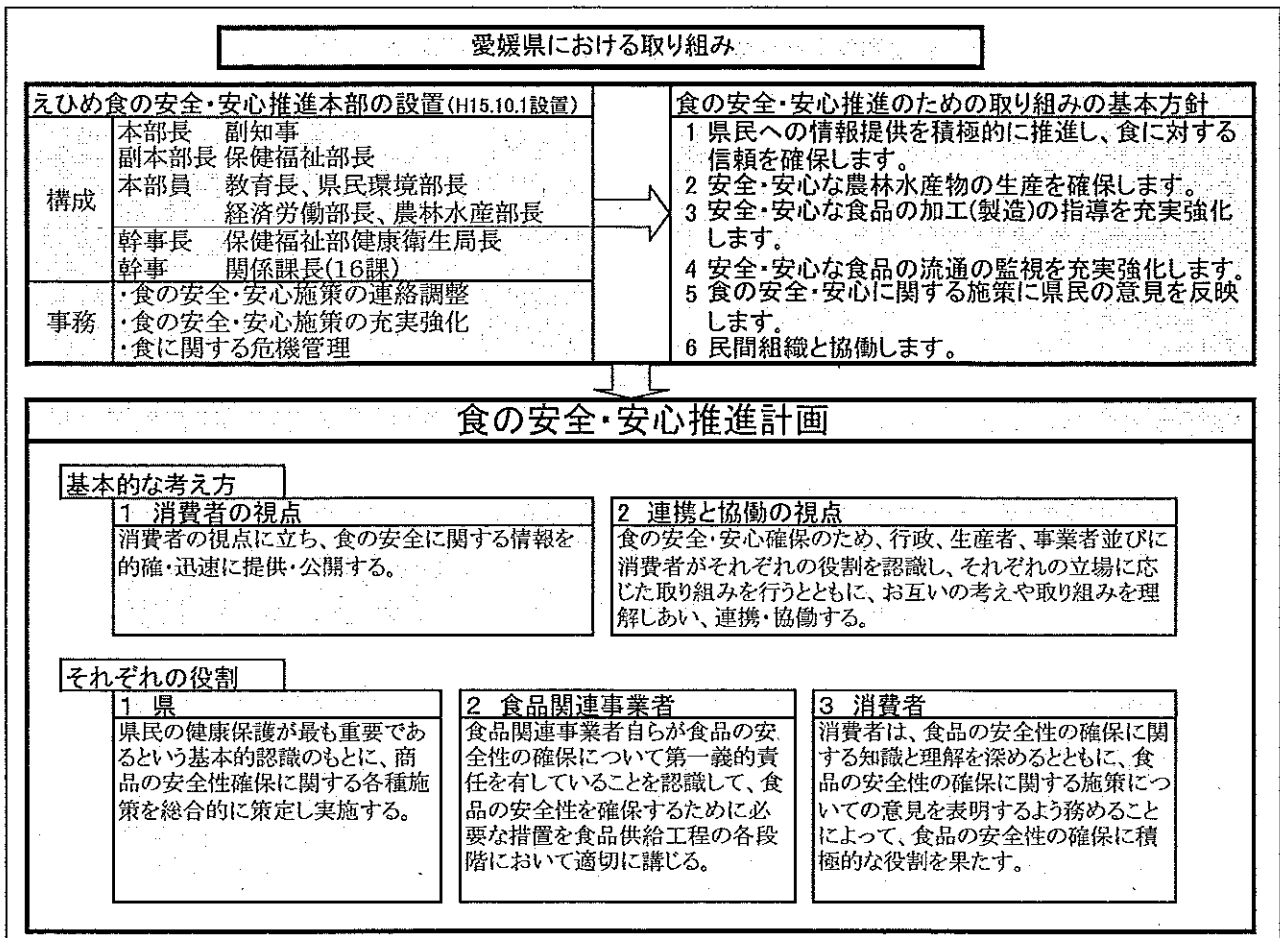 愛媛県における取り組み
えひめ食の安全・安心推進本部の設置(H15.10.1設置)
構成
本部長 副知事
副本部長 保健福祉部長
本部員 教育長、県民環境部長
経済労働部長、農林水産部長
幹事長 保健福祉部健康衛生局長
幹事 関係課長(16課)
事務
・食の安全・安心施策の連絡調整
・食の安全・安心施策の充実強化
・食に関する危機管理
食の安全・安心推進のための取り組みの基本方針
1 県民への情報提供を積極的に推進し、食に対する
信頼を確保します。
2 安全・安心な農林水産物の生産を確保します。
3 安全・安心な食品の加工(製造)の指導を充実強化
します。
4 安全・安心な食品の流通の監視を充実強化します。
5 食の安全・安心に関する施策に県民の意見を反映
します。
6 民間組織と協働します。
食の安全・安心推進計画
基本的な考え方
1 消費者の視点
消費者の視点に立ち、食の安全に関する情報を
的確・迅速に提供・公開する。
2 連携と協働の視点
食の安全・安心確保のため、行政、生産者、事業者並びに
消費者がそれぞれの役割を認識し、それぞれの立場に応
じた取り組みを行うとともに、お互いの考えや取り組みを理
解しあい、連携・協働する。
それぞれの役割
1 県
県民の健康保護が最も重要であ
るという基本的認識のもとに、商
品の安全性確保に関する各種施
策を総合的に策定し実施する。
2 食品関連事業者
食品関連事業者自らが食品の安
全性の確保について第一義的責
任を有していることを認識して、食
品の安全性を確保するために必
要な措置を食品供給工程の各段
階において適切に講じる。
3 消費者
消費者は、食品の安全性の確保に関
する知識と理解を深めるとともに、食
品の安全性の確保に関する施策につ
いての意見を表明するよう務めること
によって、食品の安全性の確保に積
極的な役割を果たす。